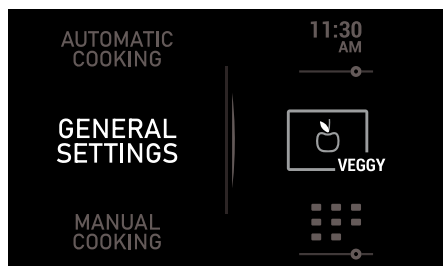 AUTOMATIC
COOKING
11:30
AM
GENERAL
SETTINGS
VEGGY
MANUAL
COOKING